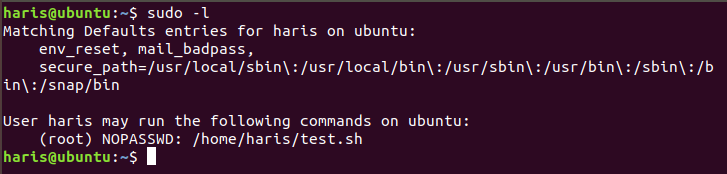 haris@ubuntu:~$ sudo -l
Matching Defaults entries for haris on ubuntu:
    env_reset, mail_badpass,
    secure_path=/usr/local/sbin\:/usr/local/bin\:/usr/sbin\:/usr/bin\:/sbin\:/b
in\:/snap/bin

User haris may run the following commands on ubuntu:
    (root) NOPASSWD: /home/haris/test.sh
haris@ubuntu:~$